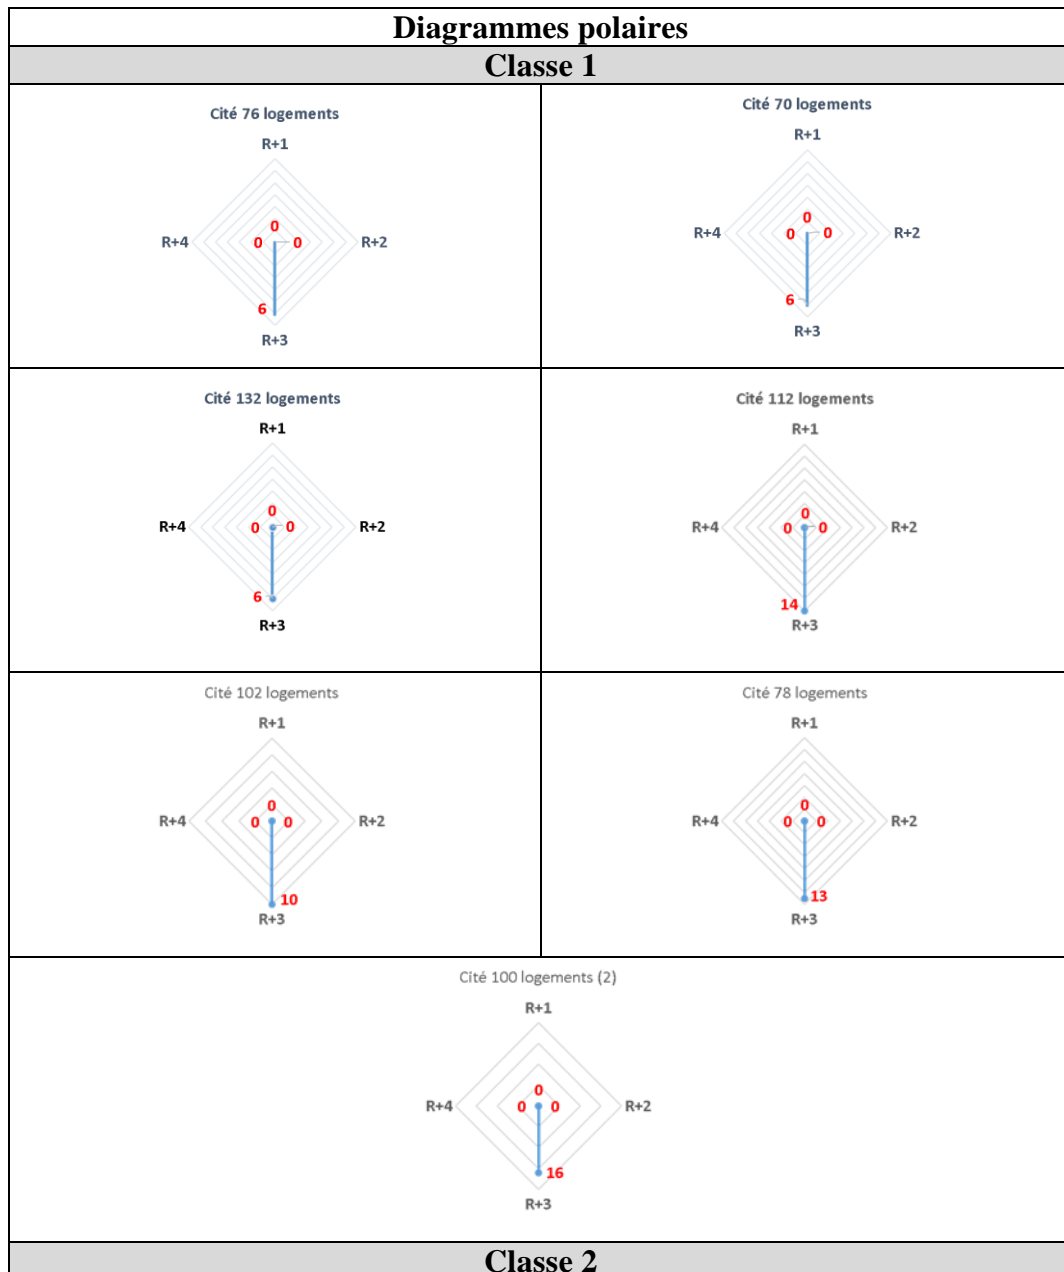 Diagrammes polaires
Classe 1
Cité 76 logements
R+1
0
R+4 0 0 R+2
6
R+3
Cité 70 logements
R+1
0
R+4 0 0 R+2
6
R+3
Cité 132 logements
R+1
0
R+4 0 0 R+2
6
R+3
Cité 112 logements
R+1
0
R+4 0 0 R+2
14
R+3
Cité 102 logements
R+1
0
R+4 0 0 R+2
10
R+3
Cité 78 logements
R+1
0
R+4 0 0 R+2
13
R+3
Cité 100 logements (2)
R+1
0
R+4 0 0 R+2
16
R+3
Classe 2